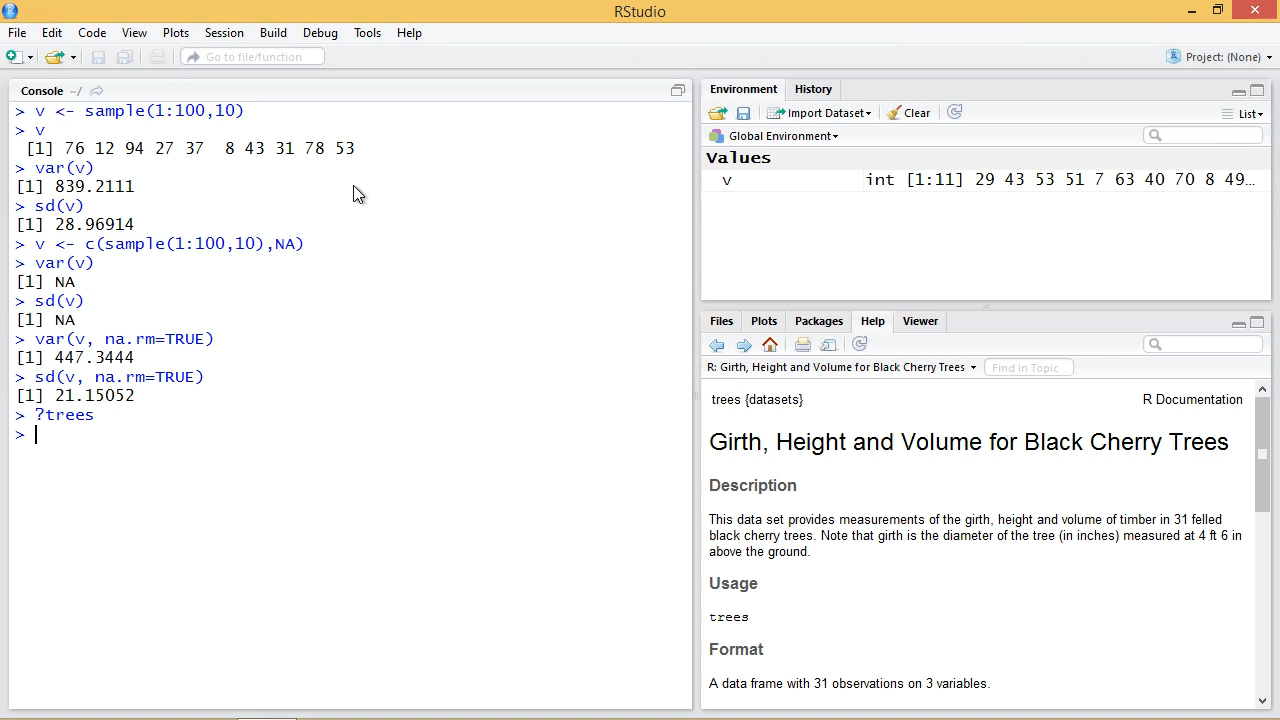 RStudio
File Edit Code View Plots Session Build Debug Tools Help
Go to file/function
Project: (None)
Console ~/
> v <- sample(1:100,10)
> v
[1] 76 12 94 27 37  8 43 31 78 53
> var(v)
[1] 839.2111
> sd(v)
[1] 28.96914
> v <- c(sample(1:100,10),NA)
> var(v)
[1] NA
> sd(v)
[1] NA
> var(v, na.rm=TRUE)
[1] 447.3444
> sd(v, na.rm=TRUE)
[1] 21.15052
> ?trees
>
Environment History
Import Dataset Clear List
Global Environment
Values
v int [1:11] 29 43 53 51 7 63 40 70 8 49...
Files Plots Packages Help Viewer
R: Girth, Height and Volume for Black Cherry Trees Find in Topic
trees {datasets} R Documentation
Girth, Height and Volume for Black Cherry Trees
Description
This data set provides measurements of the girth, height and volume of timber in 31 felled
black cherry trees. Note that girth is the diameter of the tree (in inches) measured at 4 ft 6 in
above the ground.
Usage
trees
Format
A data frame with 31 observations on 3 variables.